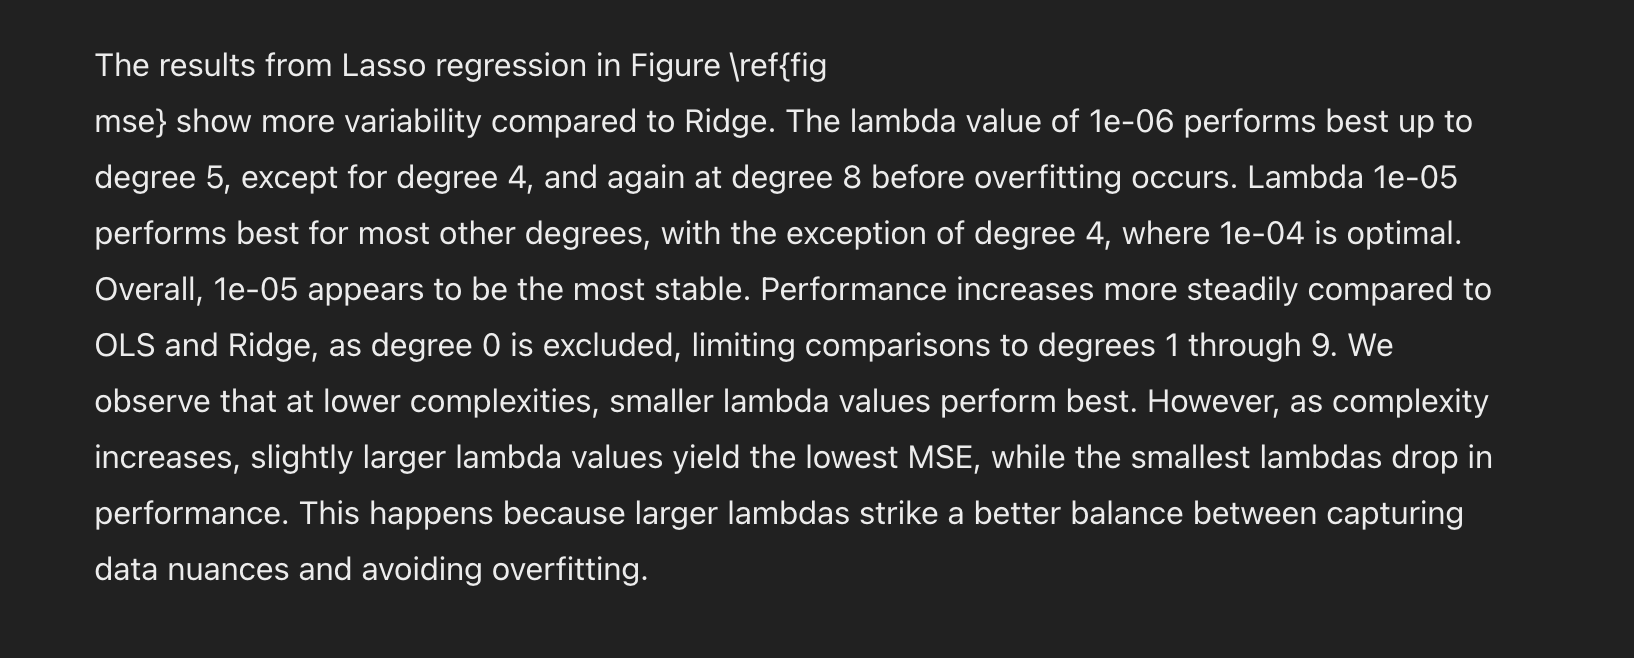 The results from Lasso regression in Figure \ref{fig
mse} show more variability compared to Ridge. The lambda value of 1e-06 performs best up to
degree 5, except for degree 4, and again at degree 8 before overfitting occurs. Lambda 1e-05
performs best for most other degrees, with the exception of degree 4, where 1e-04 is optimal.
Overall, 1e-05 appears to be the most stable. Performance increases more steadily compared to
OLS and Ridge, as degree 0 is excluded, limiting comparisons to degrees 1 through 9. We
observe that at lower complexities, smaller lambda values perform best. However, as complexity
increases, slightly larger lambda values yield the lowest MSE, while the smallest lambdas drop in
performance. This happens because larger lambdas strike a better balance between capturing
data nuances and avoiding overfitting.